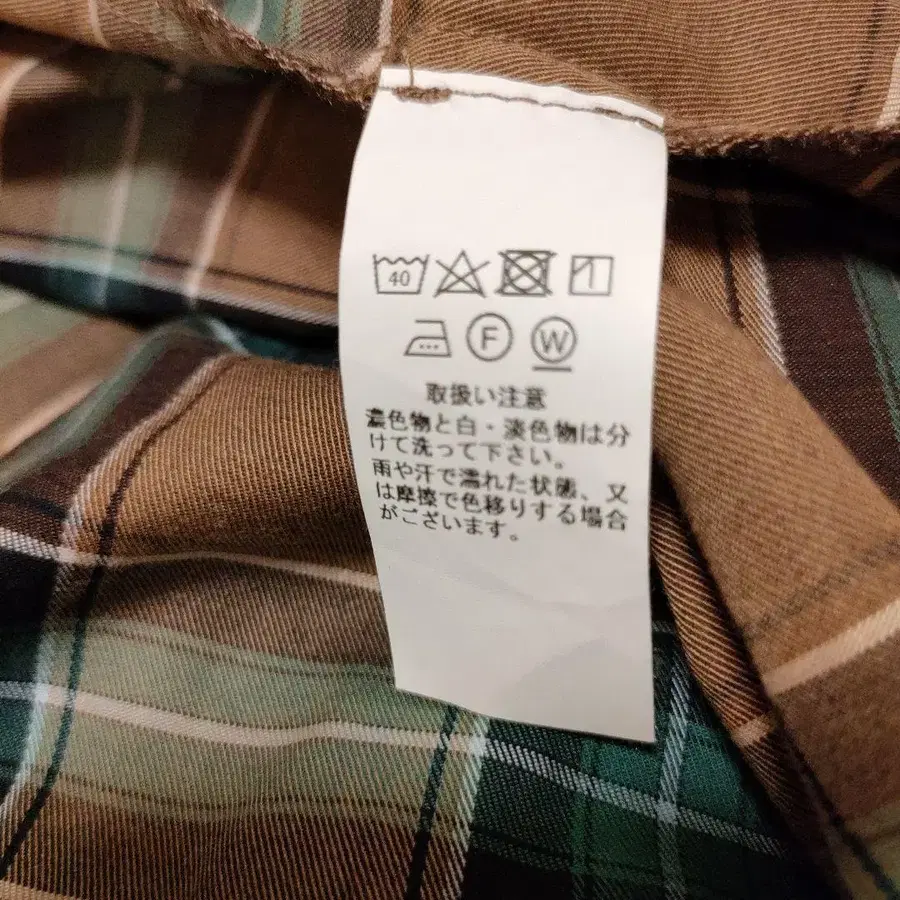 40
F W
取扱い注意
濃色物と白・淡色物は分
けて洗って下さい。
雨や汗で濡れた状態、又
は摩擦で色移りする場合
がございます。